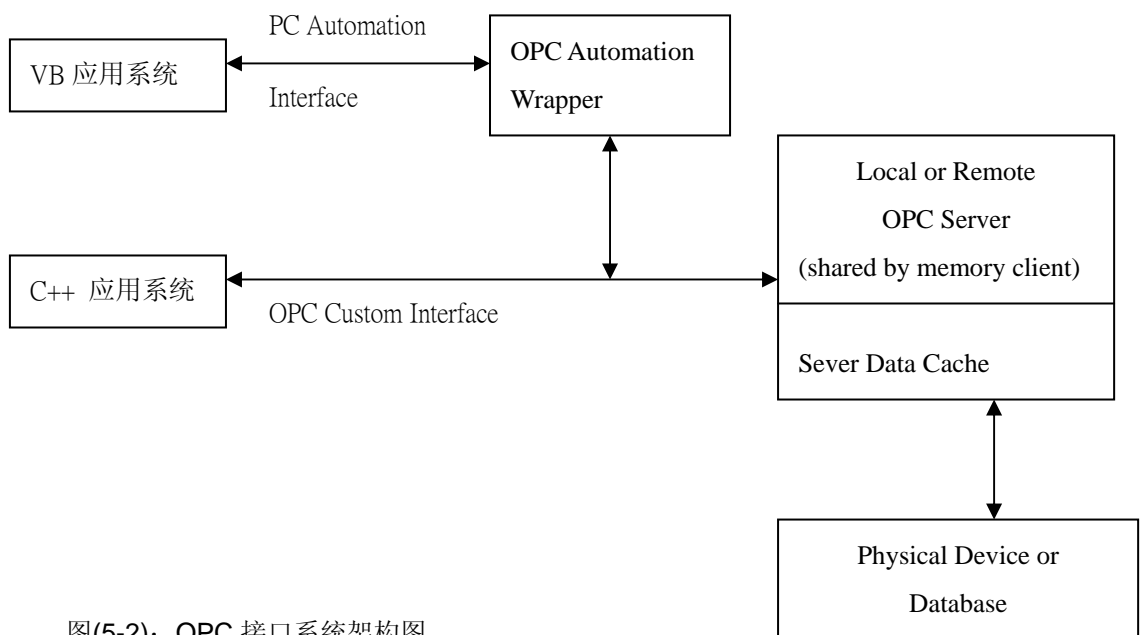 PC Automation
Interface
VB 应用系统
OPC Automation
Wrapper
Local or Remote
OPC Server
(shared by memory client)
Sever Data Cache
C++ 应用系统
OPC Custom Interface
Physical Device or
Database
图(5-2)：OPC 接口系统架构图